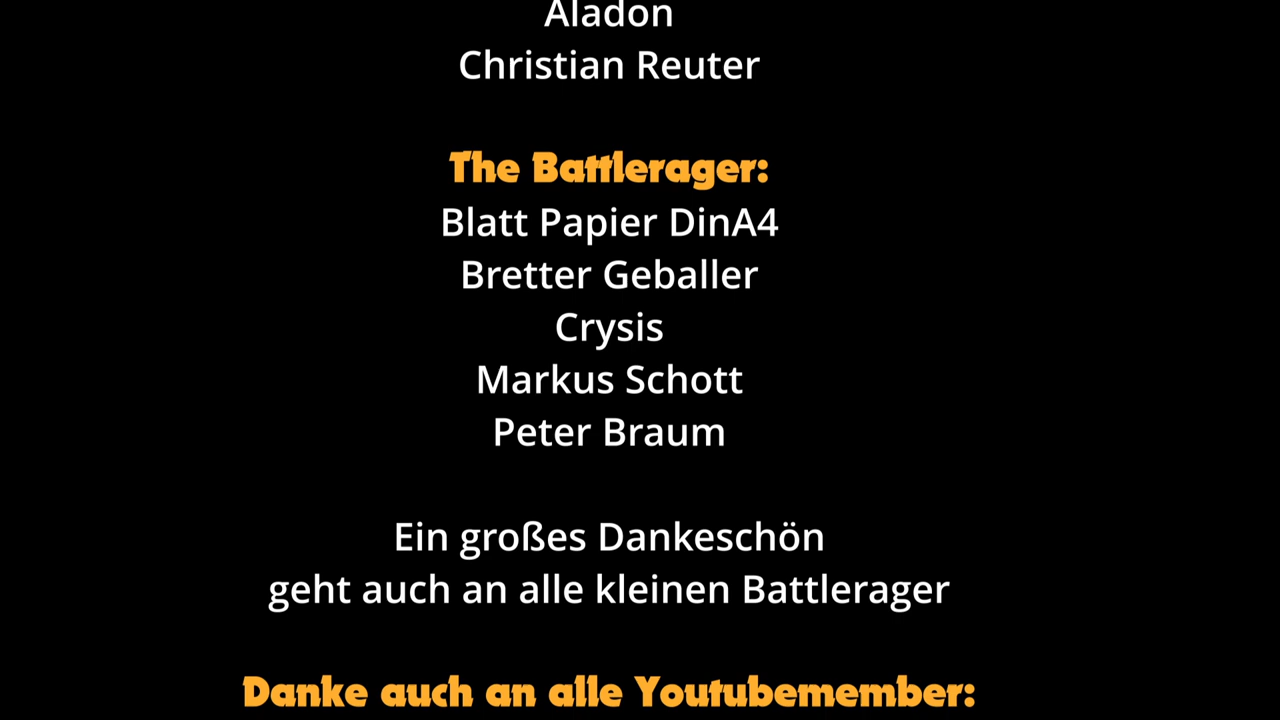 Aladon
Christian Reuter
The Battlerager:
Blatt Papier DinA4
Bretter Geballer
Crysis
Markus Schott
Peter Braum
Ein großes Dankeschön
geht auch an alle kleinen Battlerager
Danke auch an alle Youtubemember: